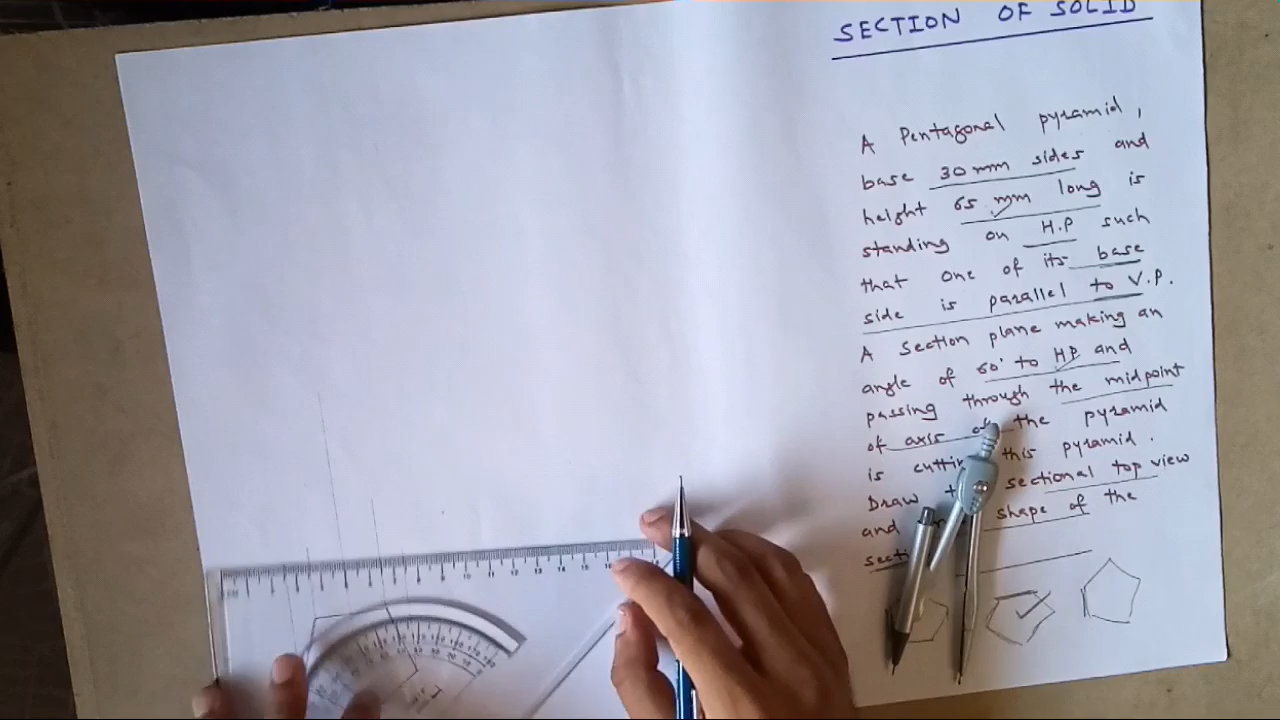 SECTION OF SOLID
A Pentagonal pyramid,
base 30 mm sides and
height 65 mm long is
standing on H.P such
that one of its base
side is parallel to V.P.
A section plane making an
angle of 60° to HP and
passing through the midpoint
of axis of the pyramid
is this pyramid.
Draw sectional top view
and shape of the